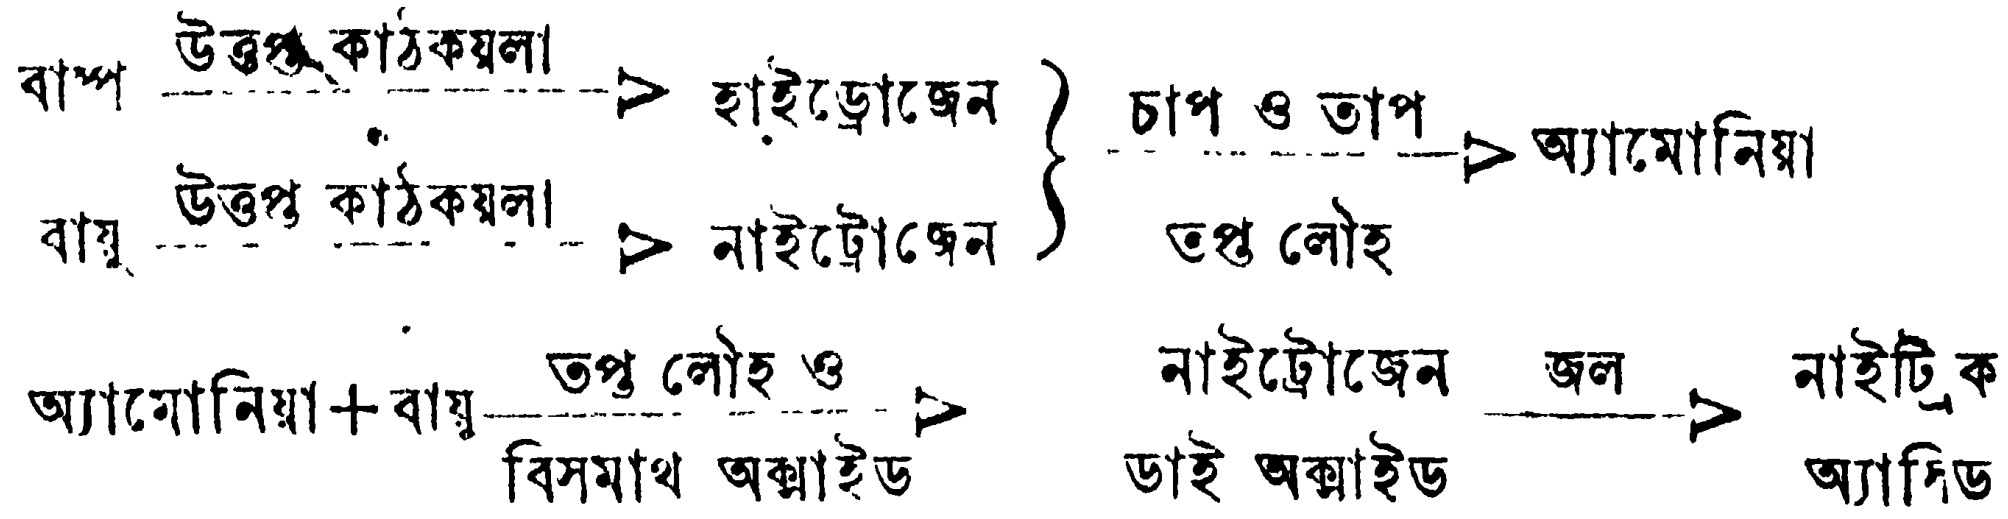 উত্তপ্ত কাঠকয়লা
বাষ্প ----------> হাইড্রোজেন } চাপ ও তাপ ----------> অ্যামোনিয়া
উত্তপ্ত কাঠকয়লা
বায়ু ----------> নাইট্রোজেন তপ্ত লৌহ
তপ্ত লৌহ ও নাইট্রোজেন জল নাইট্রিক
অ্যামোনিয়া + বায়ু ----------> ---------->
বিসমাথ অক্সাইড ডাই অক্সাইড অ্যাসিড